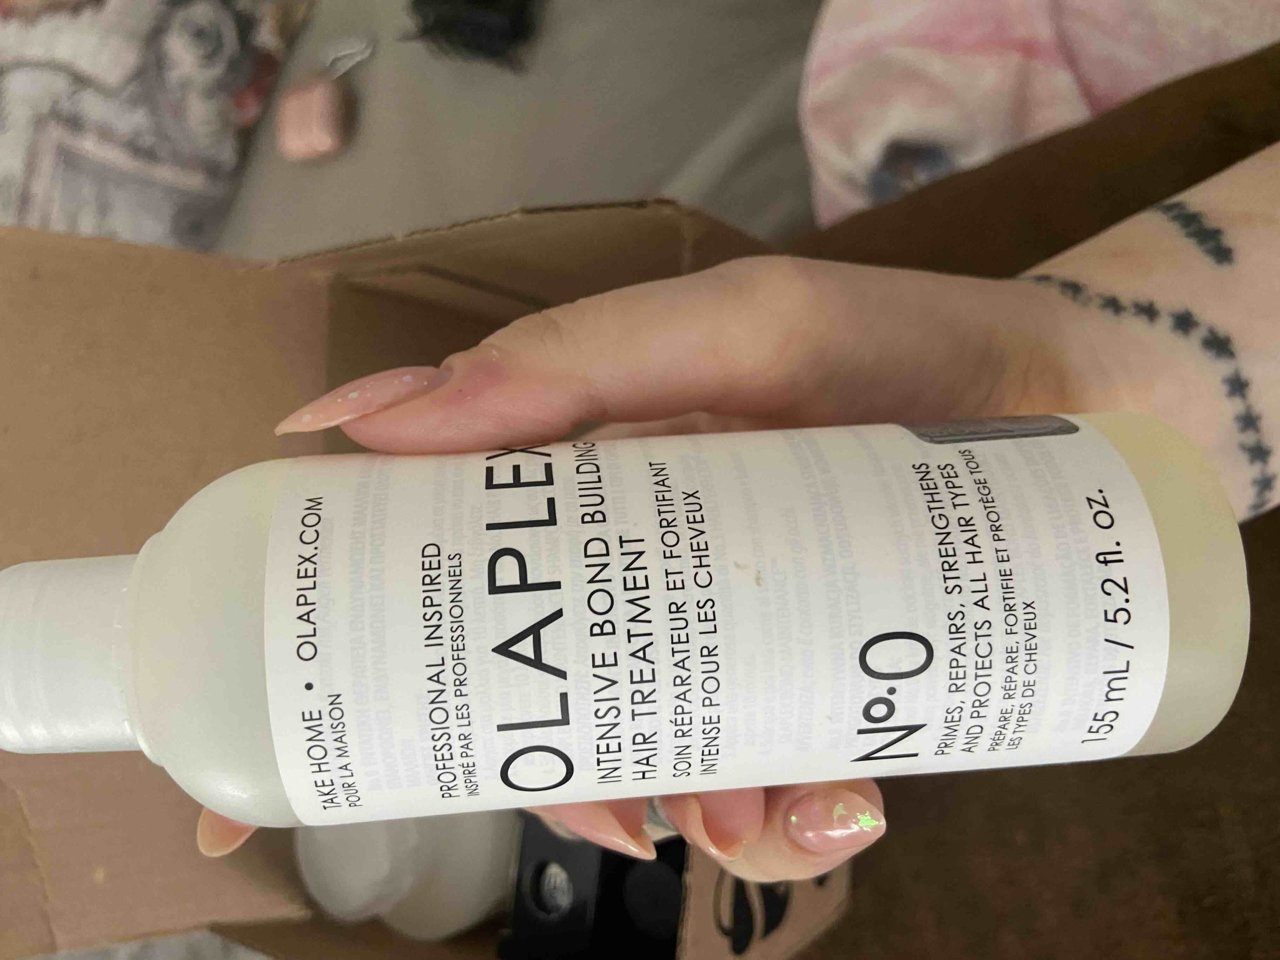 TAKE HOME • OLAPLEX.COM
POUR LA MAISON
PROFESSIONAL INSPIRED
INSPIRÉ PAR LES PROFESSIONNELS
OLAPLEX
INTENSIVE BOND BUILDING
HAIR TREATMENT
SOIN RÉPARATEUR ET FORTIFIANT
INTENSE POUR LES CHEVEUX
Nº.0
PRIMES, REPAIRS, STRENGTHENS
AND PROTECTS ALL HAIR TYPES
PRÉPARE, RÉPARE, FORTIFIE ET PROTÈGE TOUS
LES TYPES DE CHEVEUX
155 mL / 5.2 fl. oz.